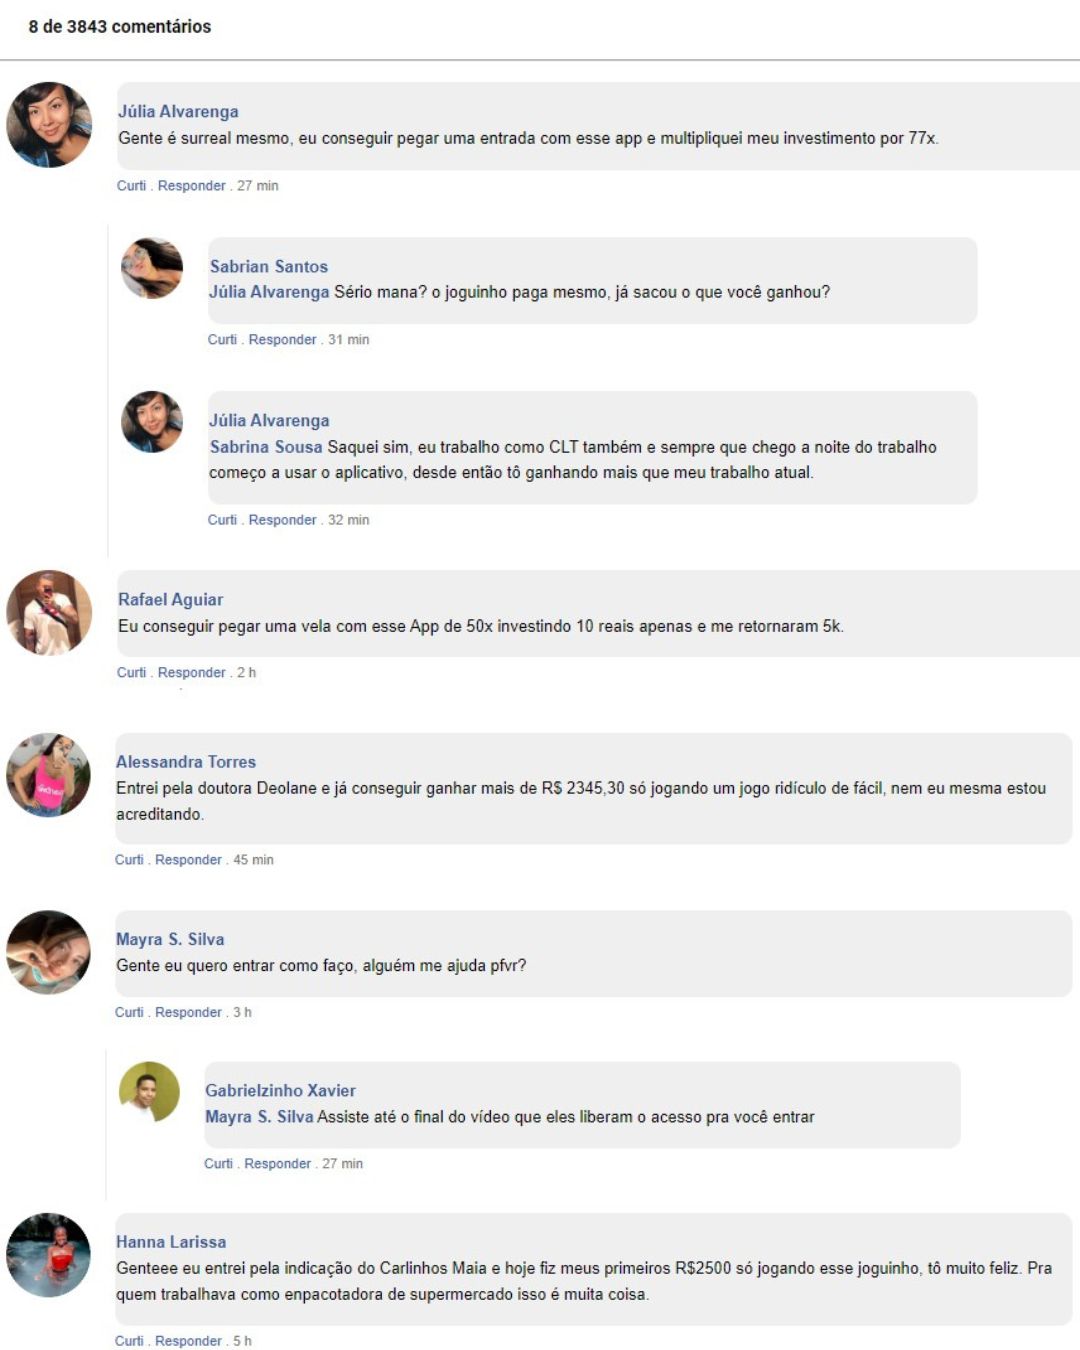 8 de 3843 comentários
Júlia Alvarenga
Gente é surreal mesmo, eu conseguir pegar uma entrada com esse app e multipliquei meu investimento por 77x.
Curti . Responder . 27 min
Sabrian Santos
Júlia Alvarenga Sério mana? o joguinho paga mesmo, já sacou o que você ganhou?
Curti . Responder . 31 min
Júlia Alvarenga
Sabrina Sousa Saquei sim, eu trabalho como CLT também e sempre que chego a noite do trabalho
começo a usar o aplicativo, desde então tô ganhando mais que meu trabalho atual.
Curti . Responder . 32 min
Rafael Aguiar
Eu conseguir pegar uma vela com esse App de 50x investindo 10 reais apenas e me retornaram 5k.
Curti . Responder . 2 h
Alessandra Torres
Entrei pela doutora Deolane e já conseguir ganhar mais de R$ 2345,30 só jogando um jogo ridículo de fácil, nem eu mesma estou
acreditando.
Curti . Responder . 45 min
Mayra S. Silva
Gente eu quero entrar como faço, alguém me ajuda pfvr?
Curti . Responder . 3 h
Gabrielzinho Xavier
Mayra S. Silva Assiste até o final do vídeo que eles liberam o acesso pra você entrar
Curti . Responder . 27 min
Hanna Larissa
Genteee eu entrei pela indicação do Carlinhos Maia e hoje fiz meus primeiros R$2500 só jogando esse joguinho, tô muito feliz. Pra
quem trabalhava como enpacotadora de supermercado isso é muita coisa.
Curti . Responder . 5 h